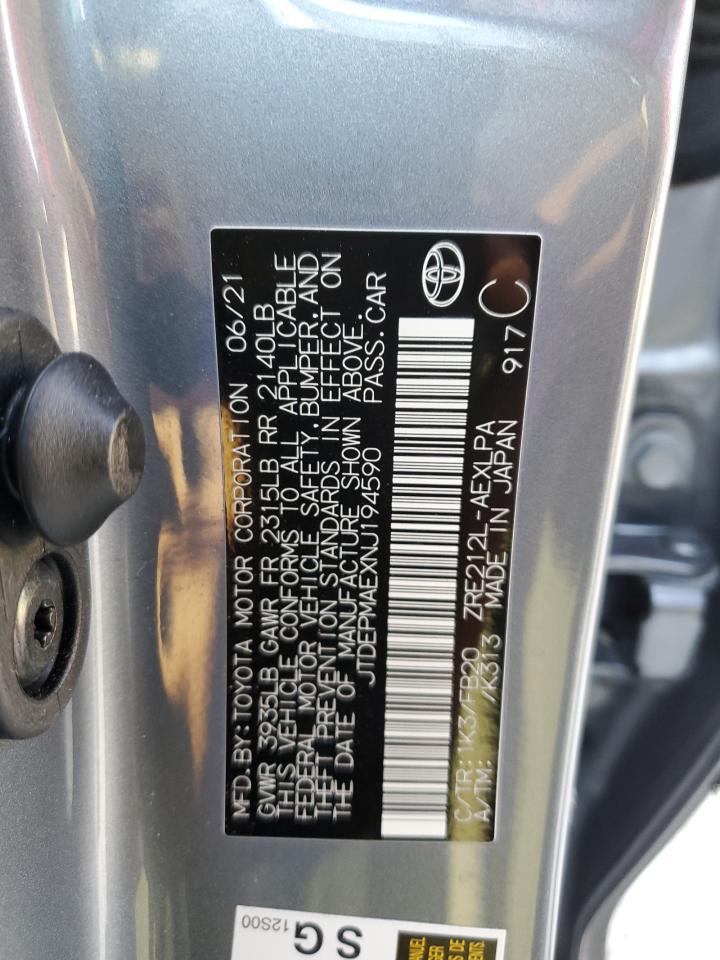 MFD.BY:TOYOTA MOTOR CORPORATION 06/21
GVWR 3935LB GAWR FR 2315LB RR 2140LB
THIS VEHICLE CONFORMS TO ALL APPLICABLE
FEDERAL MOTOR VEHICLE SAFETY,BUMPER,AND
THEFT PREVENTION STANDARDS IN EFFECT ON
THE DATE OF MANUFACTURE SHOWN ABOVE.
JTDEPMAEXNJ194590 PASS.CAR
C/TR:1K3/FB20 ZRE212L-AEXLPA
A/TM: /K313 MADE IN JAPAN 917 C
12S00
SG